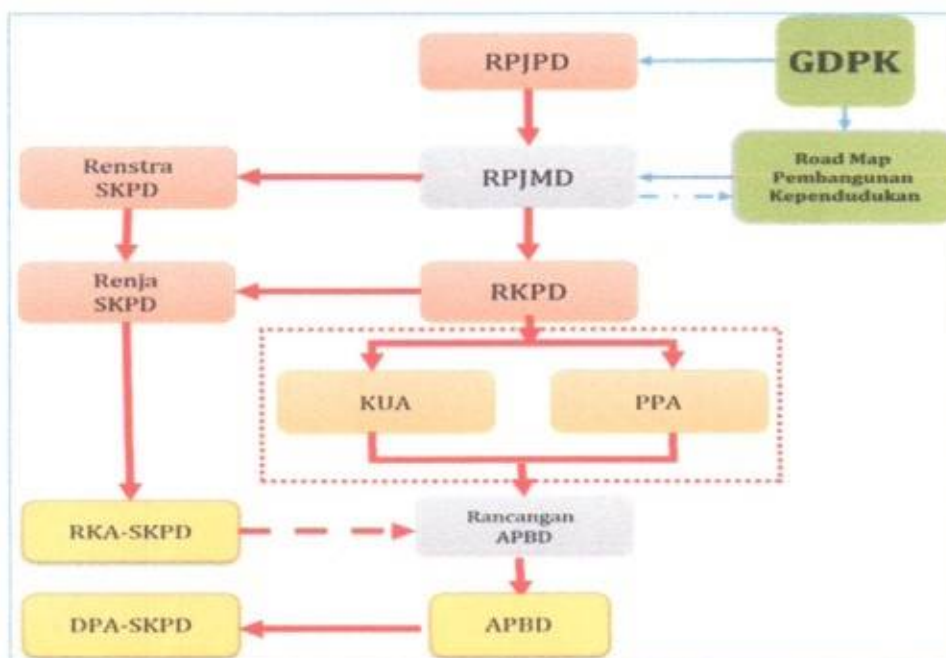 RPJPD
GDPK
Renstra
SKPD
RPJMD
Road Map
Pembangunan
Kependudukan
Renja
SKPD
RKPD
KUA
PPA
RKA-SKPD
Rancangan
APBD
DPA-SKPD
APBD